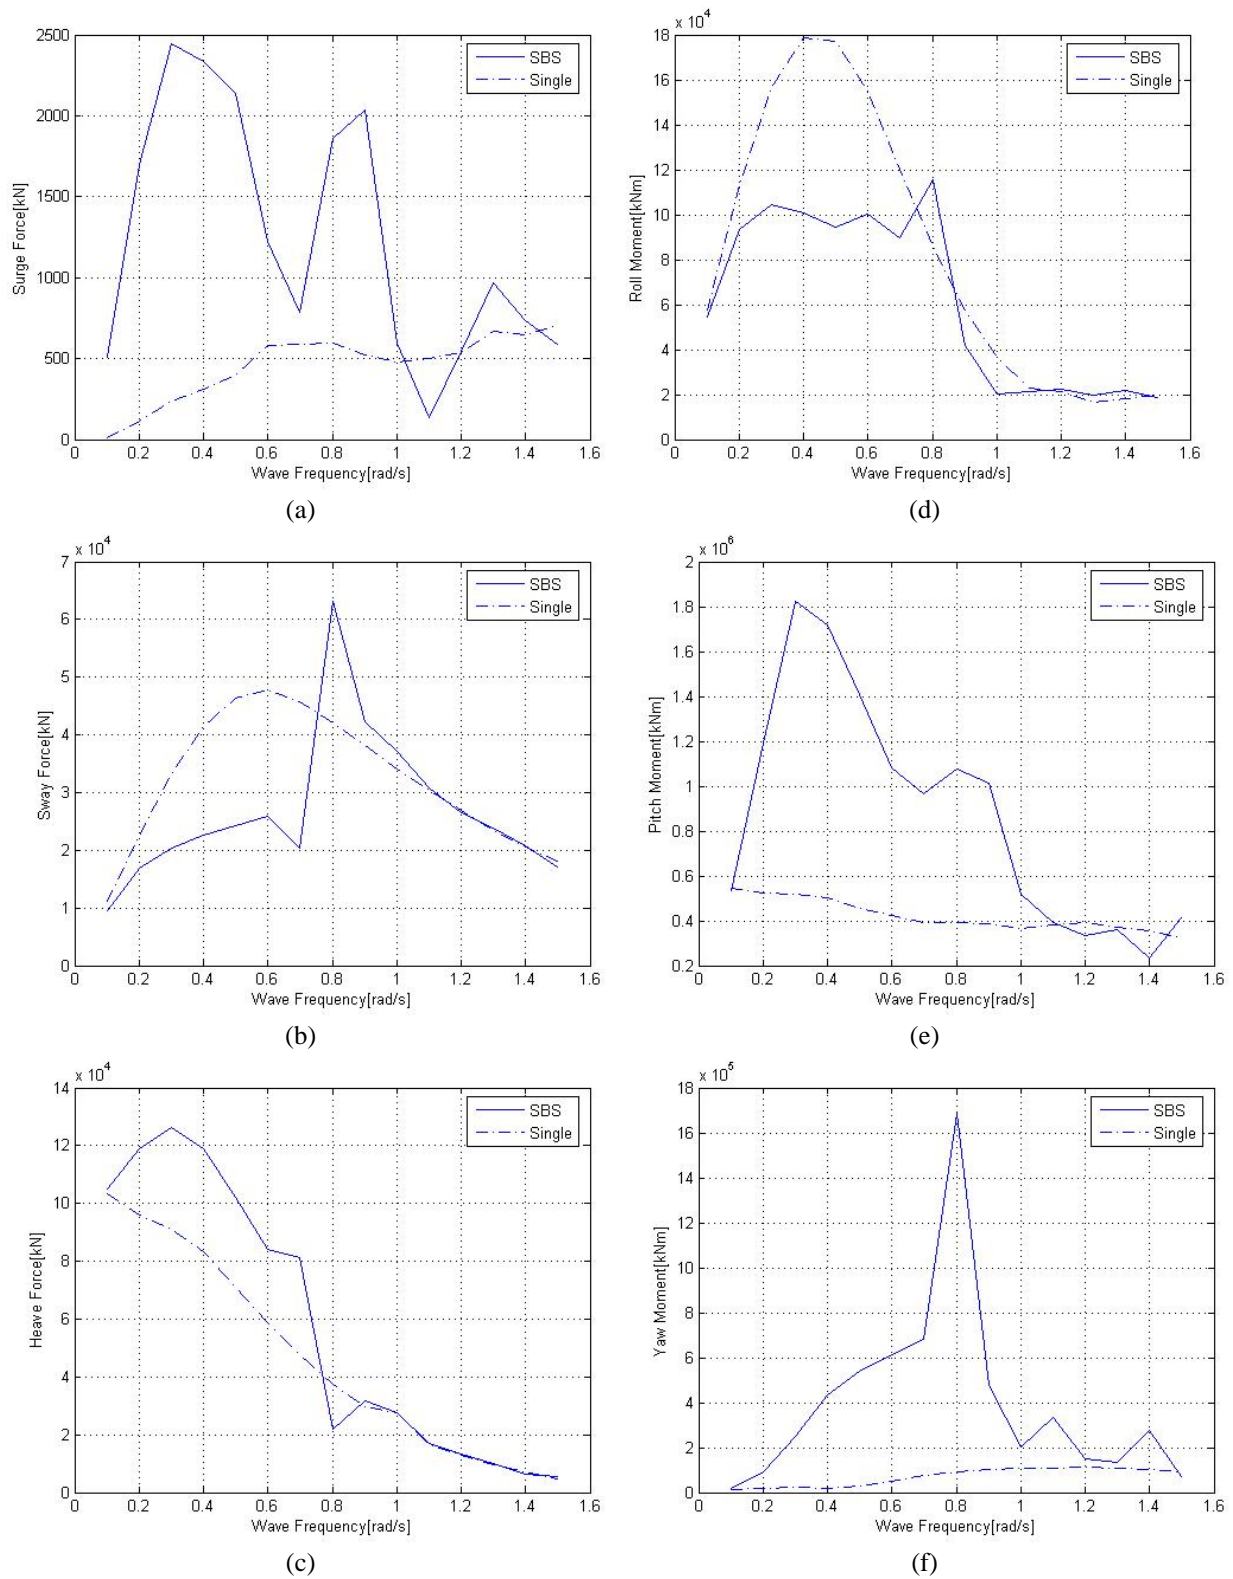 2500
2000
1500
1000
500
0
Surge Force[kN]
SBS
Single
0 0.2 0.4 0.6 0.8 1 1.2 1.4 1.6
Wave Frequency[rad/s]
(a)
x 10^4
18
16
14
12
10
8
6
4
2
0
Roll Moment[kNm]
SBS
Single
0 0.2 0.4 0.6 0.8 1 1.2 1.4 1.6
Wave Frequency[rad/s]
(d)
x 10^4
7
6
5
4
3
2
1
0
Sway Force[kN]
SBS
Single
0 0.2 0.4 0.6 0.8 1 1.2 1.4 1.6
Wave Frequency[rad/s]
(b)
x 10^6
2
1.8
1.6
1.4
1.2
1
0.8
0.6
0.4
0.2
Pitch Moment[kNm]
SBS
Single
0 0.2 0.4 0.6 0.8 1 1.2 1.4 1.6
Wave Frequency[rad/s]
(e)
x 10^4
14
12
10
8
6
4
2
0
Heave Force[kN]
SBS
Single
0 0.2 0.4 0.6 0.8 1 1.2 1.4 1.6
Wave Frequency[rad/s]
(c)
x 10^5
18
16
14
12
10
8
6
4
2
0
Yaw Moment[kNm]
SBS
Single
0 0.2 0.4 0.6 0.8 1 1.2 1.4 1.6
Wave Frequency[rad/s]
(f)